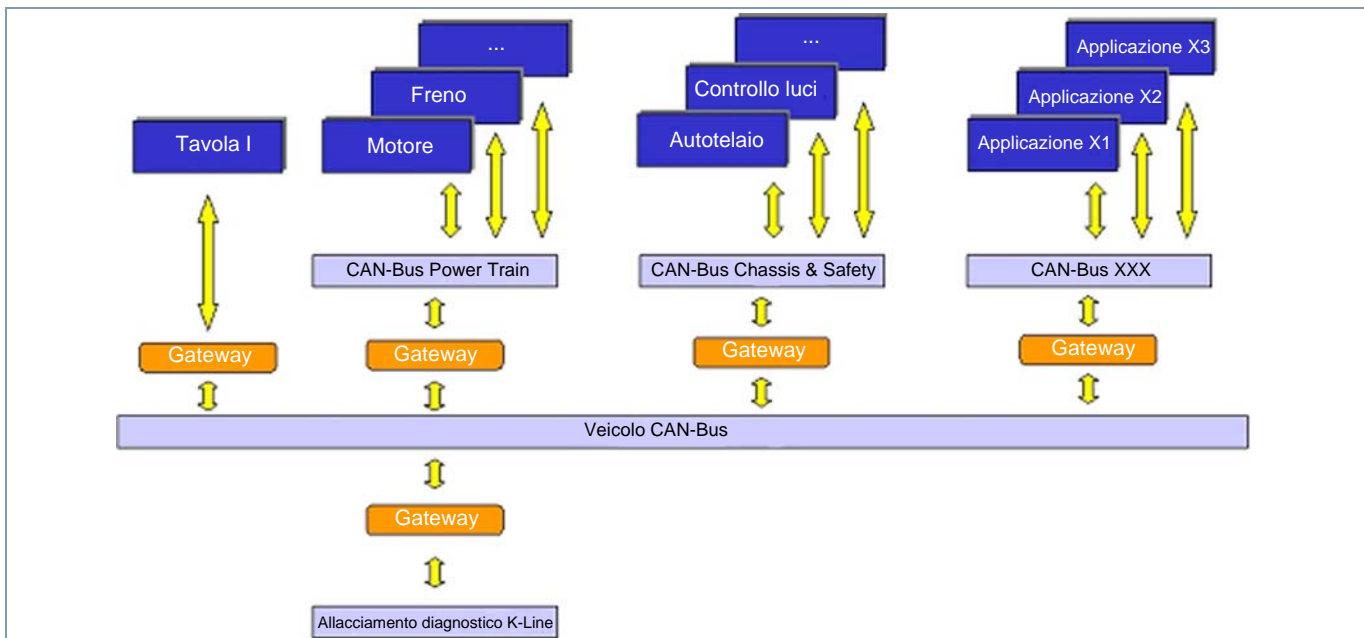 ...
...
Applicazione X3
Freno
Controllo luci
Applicazione X2
Tavola I
Motore
Autotelaio
Applicazione X1
CAN-Bus Power Train
CAN-Bus Chassis & Safety
CAN-Bus XXX
Gateway
Gateway
Gateway
Gateway
Veicolo CAN-Bus
Gateway
Allacciamento diagnostico K-Line